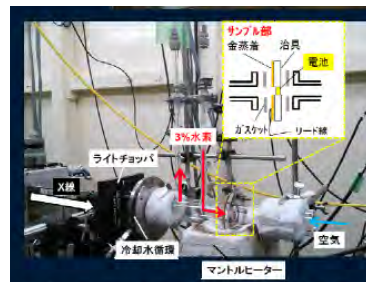 サンプル部
金蒸着 治具
電池
ガスケット リード線
3%水素
ライトチョッパ
X線
冷却水循環
空気
マントルヒーター